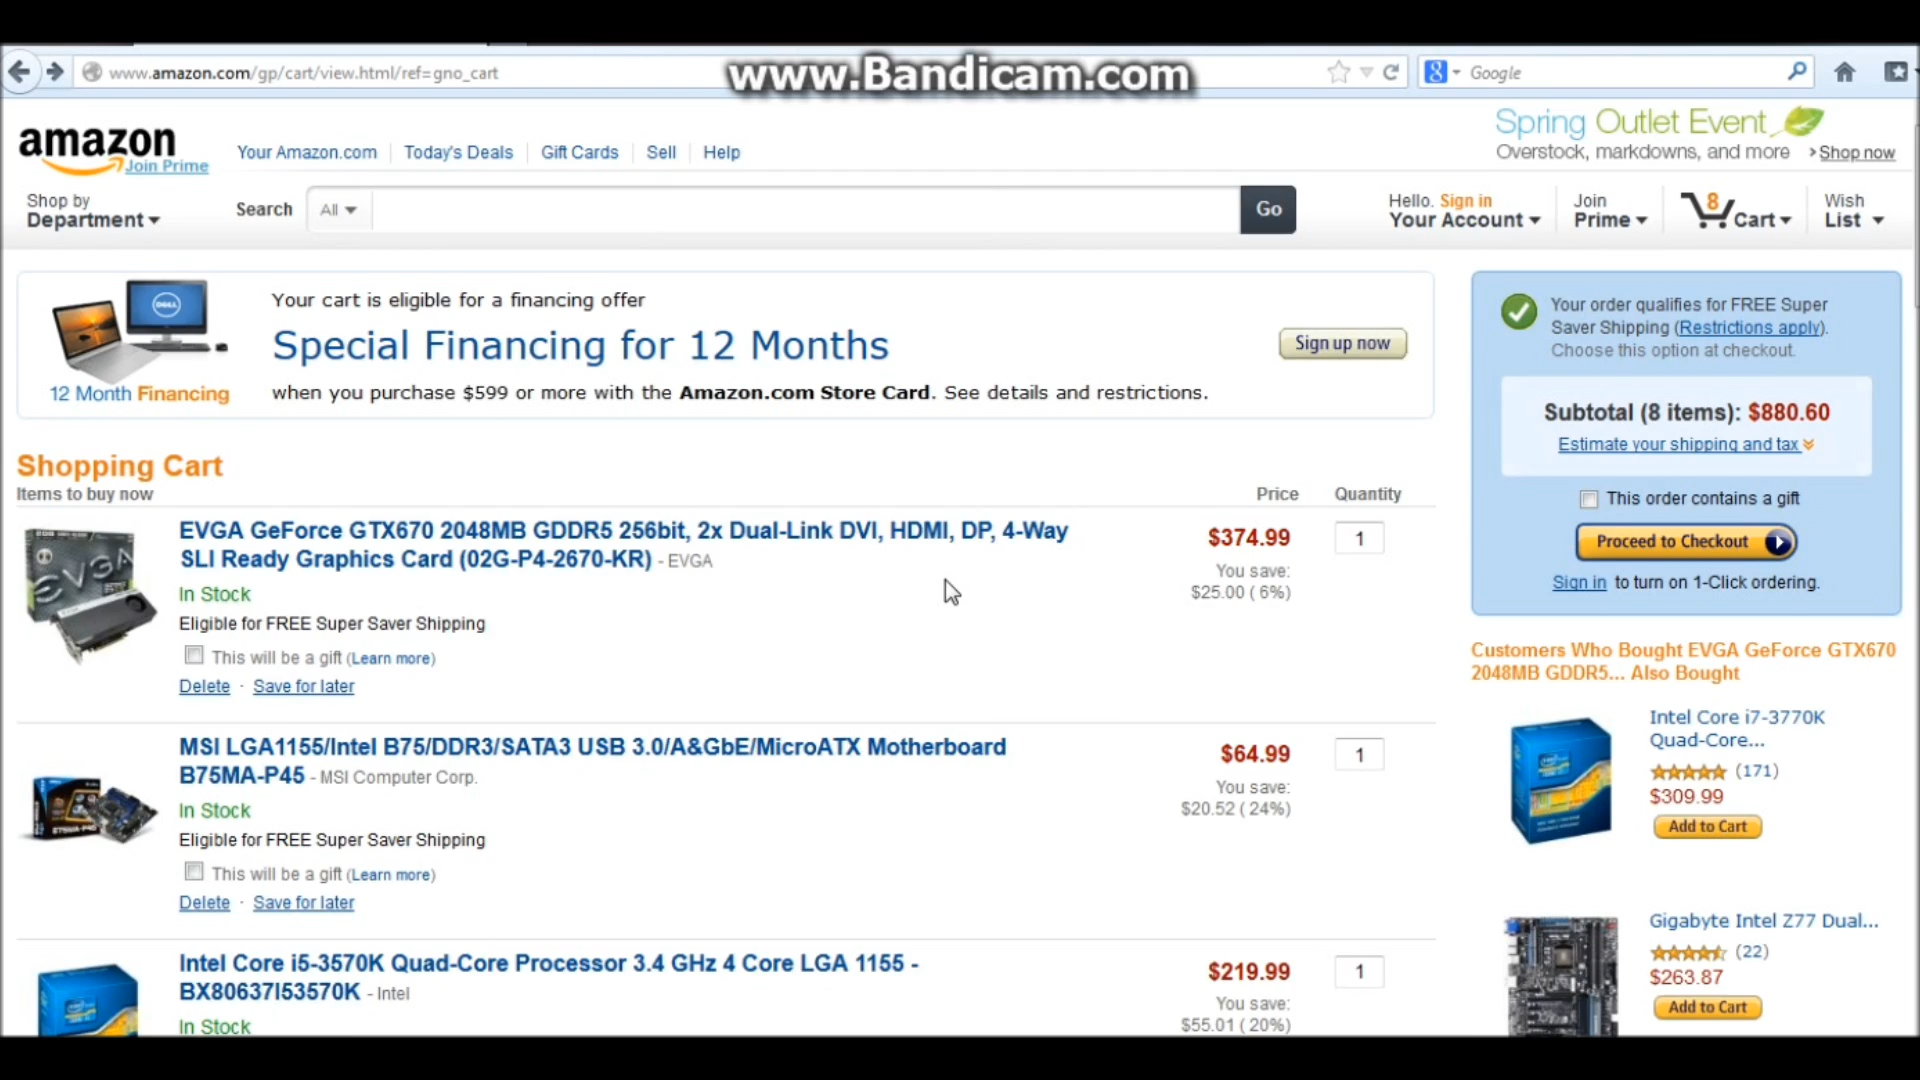 www.amazon.com/gp/cart/view.html/ref=gno_cart
www.Bandicam.com
Google
amazon
Join Prime
Your Amazon.com
Today's Deals
Gift Cards
Sell
Help
Spring Outlet Event
Overstock, markdowns, and more
Shop now
Shop by
Department
Search
All
Go
Hello. Sign in
Your Account
Join
Prime
8
Cart
Wish
List
DELL
12 Month Financing
Your cart is eligible for a financing offer
Special Financing for 12 Months
when you purchase $599 or more with the Amazon.com Store Card. See details and restrictions.
Sign up now
Your order qualifies for FREE Super
Saver Shipping (Restrictions apply).
Choose this option at checkout.
Subtotal (8 items): $880.60
Estimate your shipping and tax
This order contains a gift
Proceed to Checkout
Sign in to turn on 1-Click ordering.
Shopping Cart
Items to buy now
Price
Quantity
EVGA
EVGA GeForce GTX670 2048MB GDDR5 256bit, 2x Dual-Link DVI, HDMI, DP, 4-Way
SLI Ready Graphics Card (02G-P4-2670-KR) - EVGA
In Stock
Eligible for FREE Super Saver Shipping
This will be a gift (Learn more)
Delete · Save for later
$374.99
You save:
$25.00 ( 6%)
1
MSI LGA1155/Intel B75/DDR3/SATA3 USB 3.0/A&GbE/MicroATX Motherboard
B75MA-P45 - MSI Computer Corp.
In Stock
Eligible for FREE Super Saver Shipping
This will be a gift (Learn more)
Delete · Save for later
$64.99
You save:
$20.52 ( 24%)
1
Intel Core i5-3570K Quad-Core Processor 3.4 GHz 4 Core LGA 1155 -
BX80637I53570K - Intel
In Stock
$219.99
You save:
$55.01 ( 20%)
1
Customers Who Bought EVGA GeForce GTX670
2048MB GDDR5... Also Bought
Intel Core i7-3770K
Quad-Core...
(171)
$309.99
Add to Cart
Gigabyte Intel Z77 Dual...
(22)
$263.87
Add to Cart